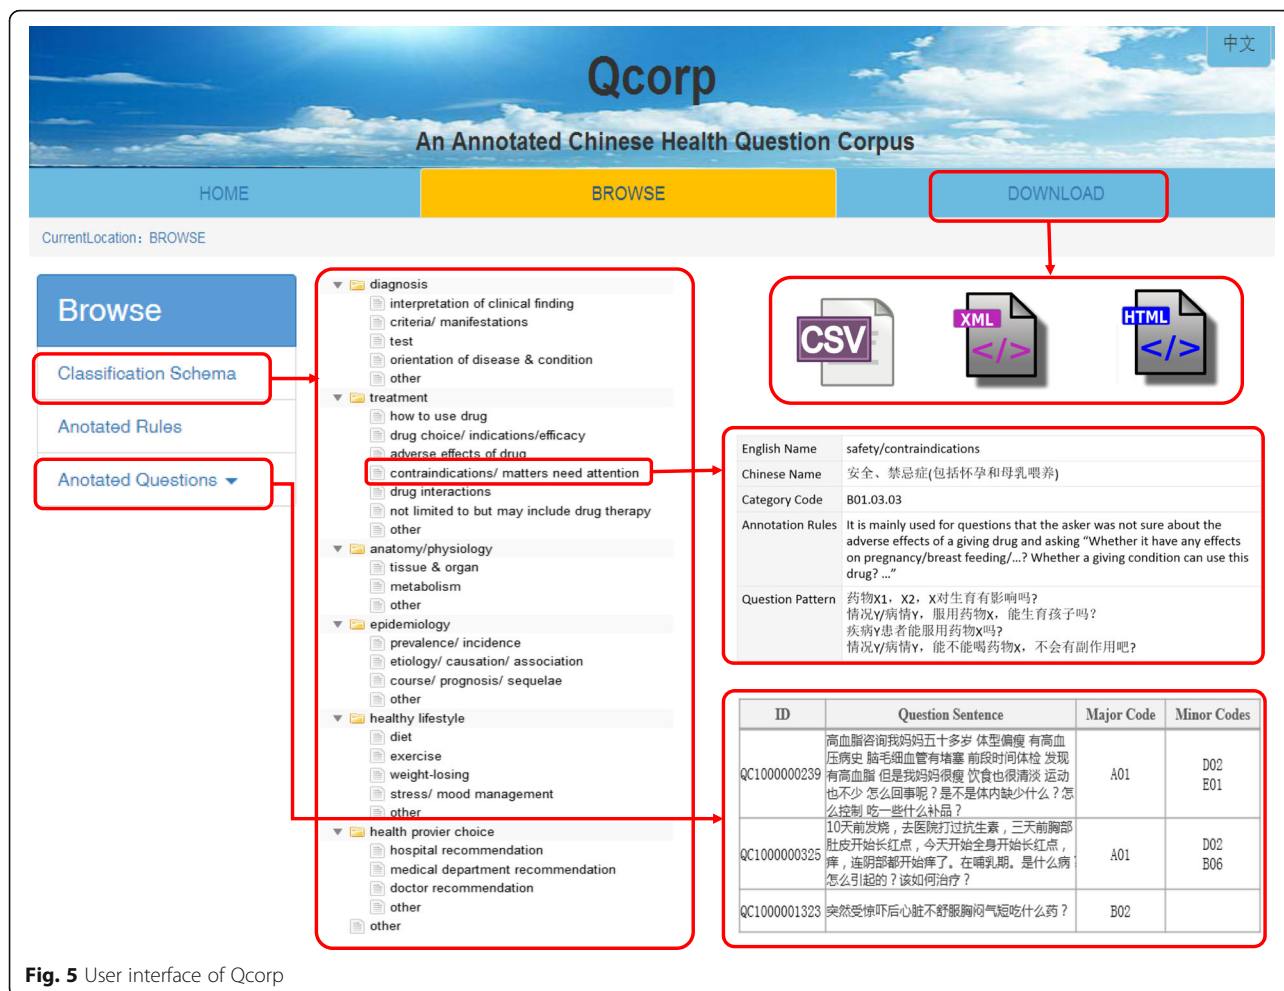 中文
Qcorp
An Annotated Chinese Health Question Corpus
HOME
BROWSE
DOWNLOAD
CurrentLocation: BROWSE
Browse
Classification Schema
Anotated Rules
Anotated Questions
diagnosis
interpretation of clinical finding
criteria/ manifestations
test
orientation of disease & condition
other
treatment
how to use drug
drug choice/ indications/efficacy
adverse effects of drug
contraindications/ matters need attention
drug interactions
not limited to but may include drug therapy
other
anatomy/physiology
tissue & organ
metabolism
other
epidemiology
prevalence/ incidence
etiology/ causation/ association
course/ prognosis/ sequelae
other
healthy lifestyle
diet
exercise
weight-losing
stress/ mood management
other
health provier choice
hospital recommendation
medical department recommendation
doctor recommendation
other
other
CSV
XML
</>
HTML
</>
English Name safety/contraindications
Chinese Name 安全、禁忌症(包括怀孕和母乳喂养)
Category Code B01.03.03
Annotation Rules It is mainly used for questions that the asker was not sure about the
adverse effects of a giving drug and asking “Whether it have any effects
on pregnancy/breast feeding/...? Whether a giving condition can use this
drug? ...”
Question Pattern 药物X1，X2，X对生育有影响吗?
情况Y/病情Y，服用药物X，能生育孩子吗?
疾病Y患者能服用药物X吗?
情况Y/病情Y，能不能喝药物X，不会有副作用吧?
ID Question Sentence Major Code Minor Codes
高血脂咨询我妈妈五十多岁 体型偏瘦 有高血
压病史 脑毛细血管有堵塞 前段时间体检 发现
QC1000000239 有高血脂 但是我妈妈很瘦 饮食也很清淡 运动 A01 D02
也不少 怎么回事呢？是不是体内缺少什么？怎 E01
么控制 吃一些什么补品？
10天前发烧，去医院打过抗生素，三天前胸部
肚皮开始长红点，今天开始全身开始长红点，
QC1000000325 痒，连阴部都开始痒了。在哺乳期。是什么病 A01 D02
怎么引起的？该如何治疗？ B06
QC1000001323 突然受惊吓后心脏不舒服胸闷气短吃什么药？ B02
Fig. 5 User interface of Qcorp